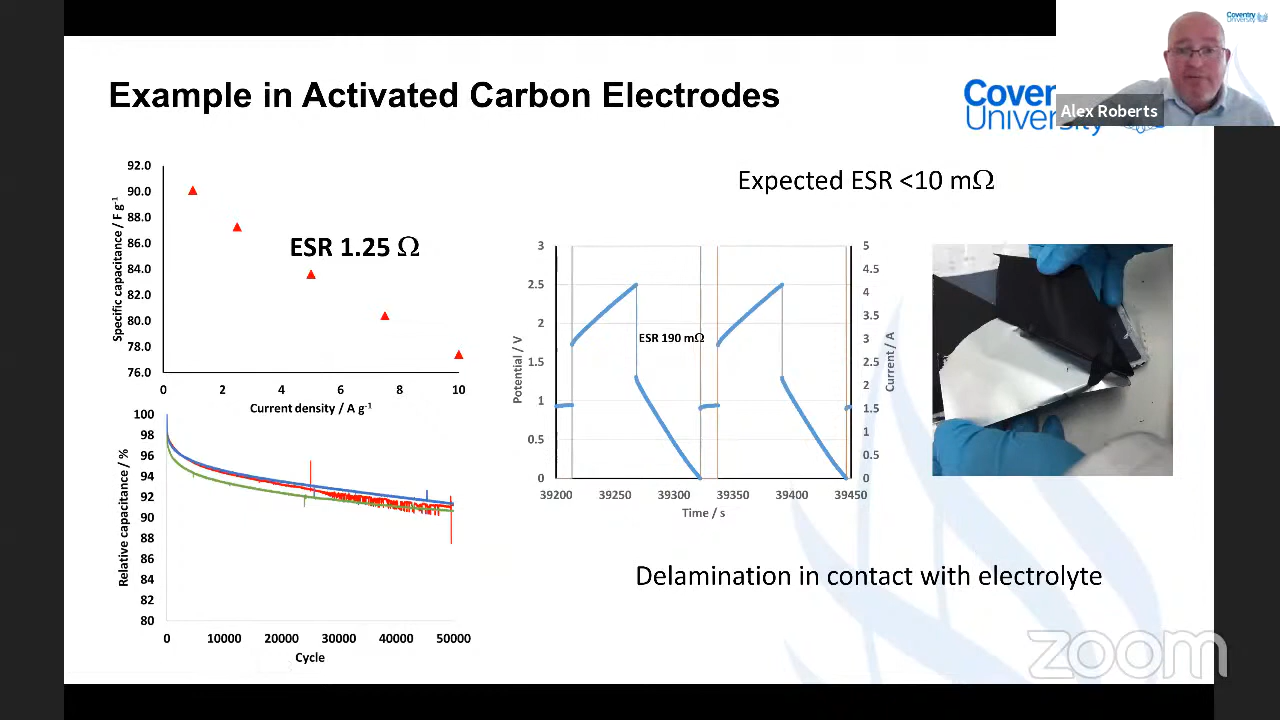 Coventry
University
Example in Activated Carbon Electrodes
Cover
University
Alex Roberts
Expected ESR <10 mΩ
92.0
90.0
88.0
86.0
84.0
82.0
80.0
78.0
76.0
Specific capacitance / F g-1
ESR 1.25 Ω
0 2 4 6 8 10
Current density / A g-1
100
98
96
94
92
90
88
86
84
82
80
Relative capacitance / %
0 10000 20000 30000 40000 50000
Cycle
3
2.5
2
1.5
1
0.5
0
Potential / V
ESR 190 mΩ
5
4.5
4
3.5
3
2.5
2
1.5
1
0.5
0
Current / A
39200 39250 39300 39350 39400 39450
Time / s
Delamination in contact with electrolyte
zoom